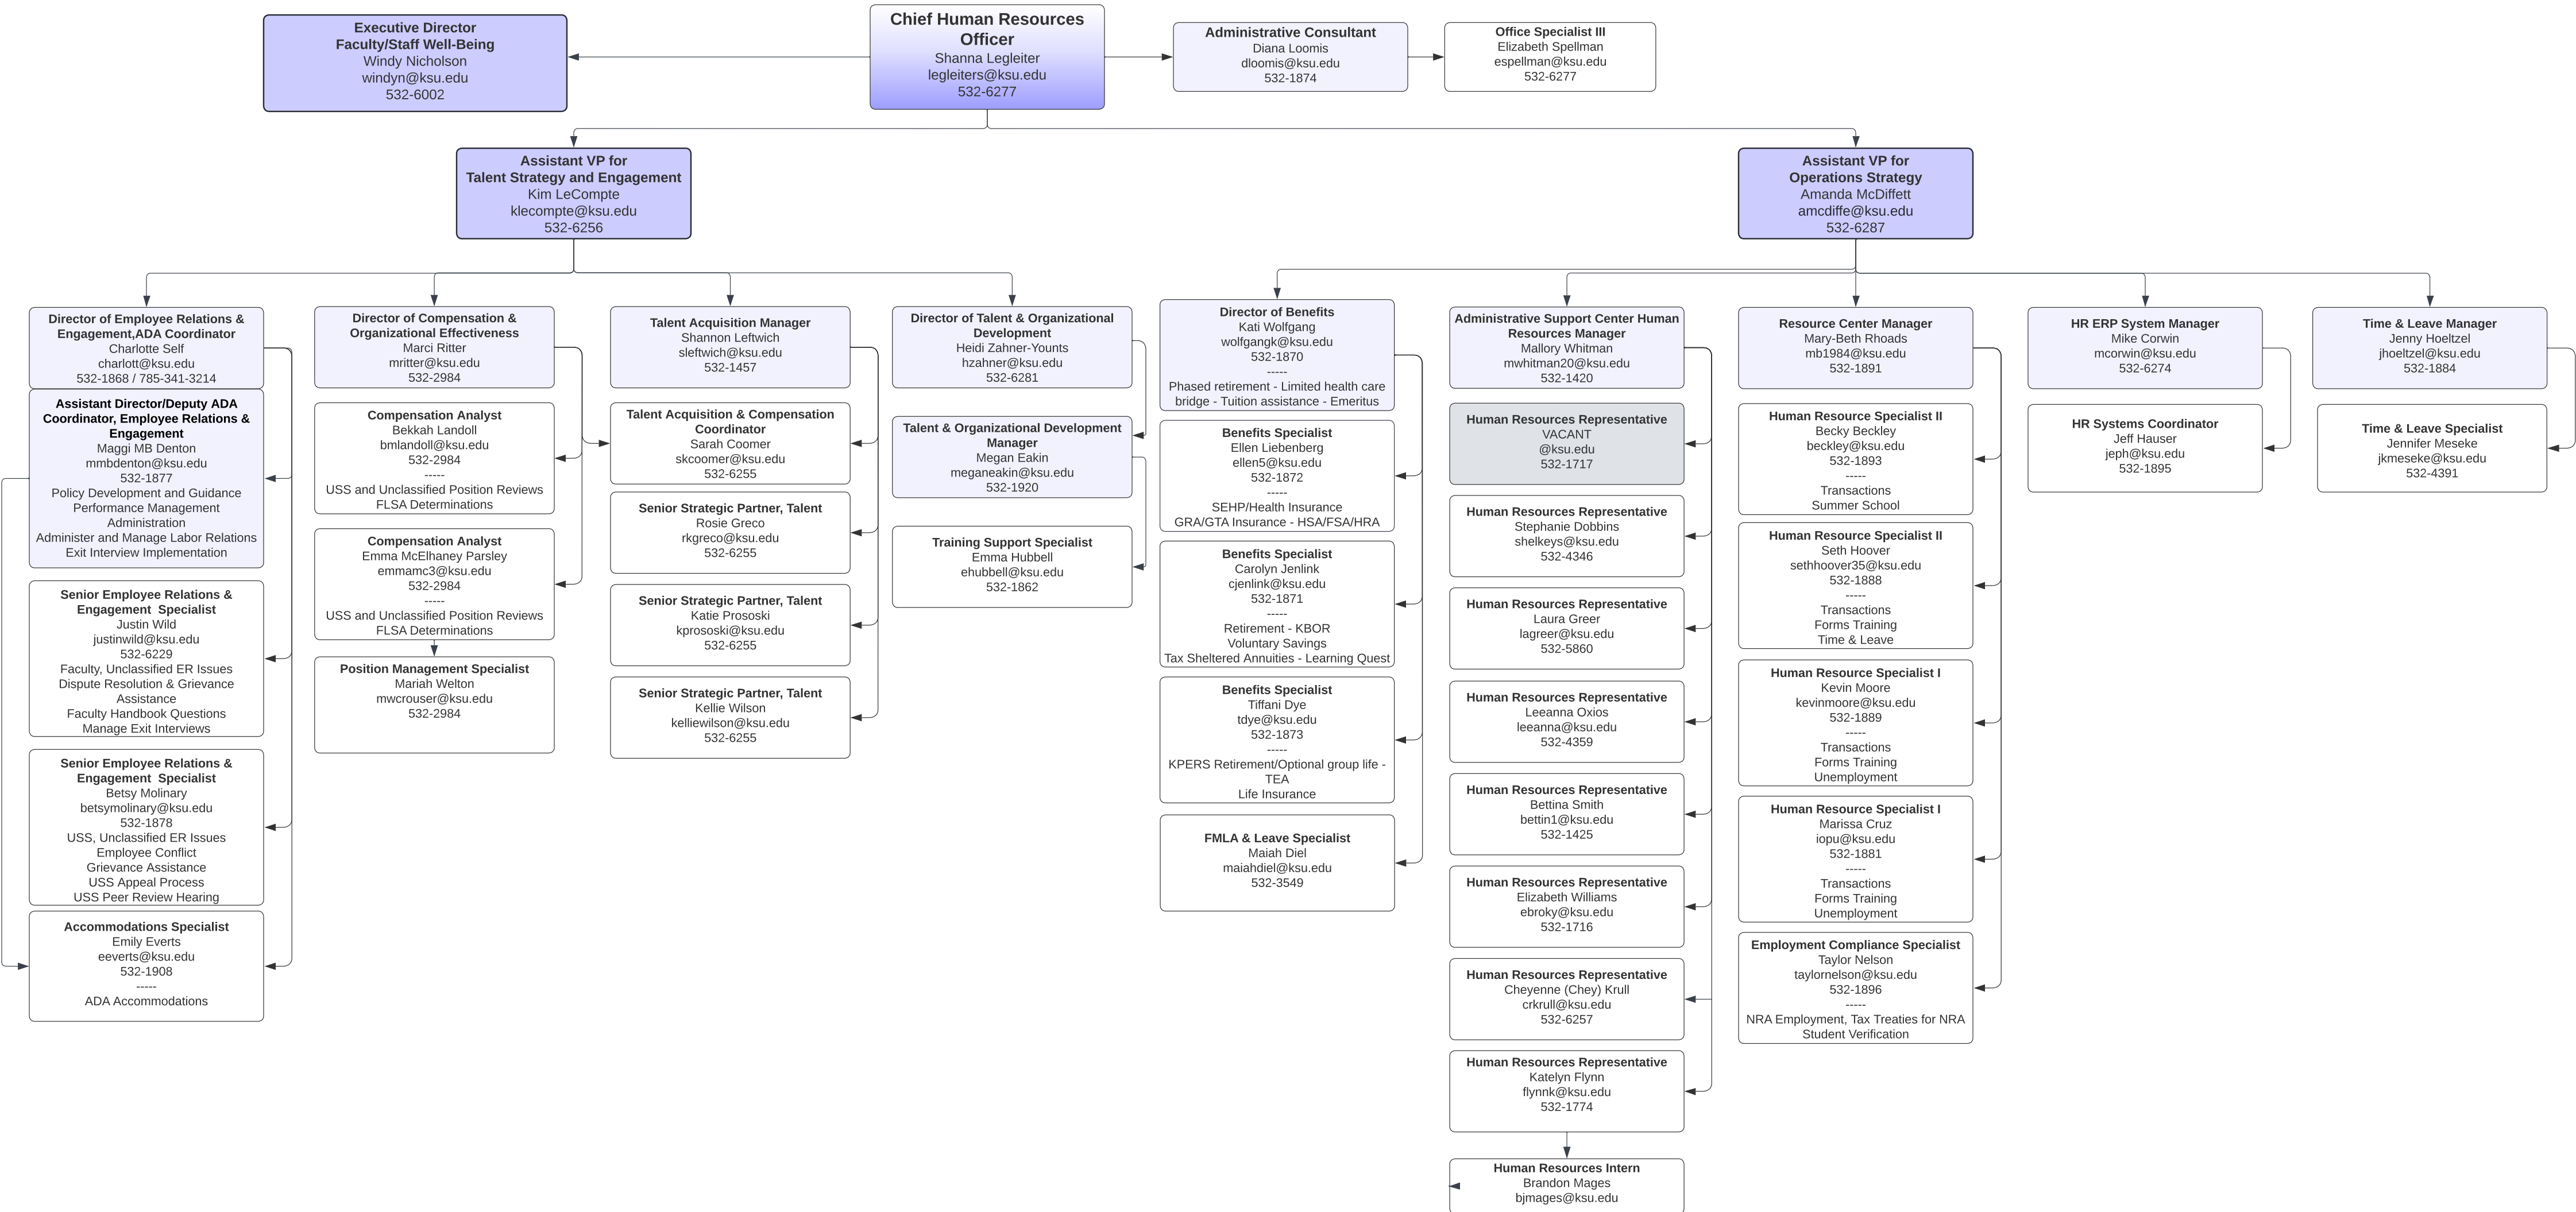 Executive Director
Faculty/Staff Well-Being
Windy Nicholson
windyn@ksu.edu
532-6002
Chief Human Resources
Officer
Shanna Legleiter
legleiters@ksu.edu
532-6277
Administrative Consultant
Diana Loomis
dloomis@ksu.edu
532-1874
Office Specialist III
Elizabeth Spellman
espellman@ksu.edu
532-6277
Assistant VP for
Talent Strategy and Engagement
Kim LeCompte
klecompte@ksu.edu
532-6256
Assistant VP for
Operations Strategy
Amanda McDiffett
amcdiffe@ksu.edu
532-6287
Director of Employee Relations &
Engagement,ADA Coordinator
Charlotte Self
charlott@ksu.edu
532-1868 / 785-341-3214
Assistant Director/Deputy ADA
Coordinator, Employee Relations &
Engagement
Maggi MB Denton
mmbdenton@ksu.edu
532-1877
Policy Development and Guidance
Performance Management
Administration
Administer and Manage Labor Relations
Exit Interview Implementation
Senior Employee Relations &
Engagement  Specialist
Justin Wild
justinwild@ksu.edu
532-6229
Faculty, Unclassified ER Issues
Dispute Resolution & Grievance
Assistance
Faculty Handbook Questions
Manage Exit Interviews
Senior Employee Relations &
Engagement  Specialist
Betsy Molinary
betsymolinary@ksu.edu
532-1878
USS, Unclassified ER Issues
Employee Conflict
Grievance Assistance
USS Appeal Process
USS Peer Review Hearing
Accommodations Specialist
Emily Everts
eeverts@ksu.edu
532-1908
-----
ADA Accommodations
Director of Compensation &
Organizational Effectiveness
Marci Ritter
mritter@ksu.edu
532-2984
Compensation Analyst
Bekkah Landoll
bmlandoll@ksu.edu
532-2984
-----
USS and Unclassified Position Reviews
FLSA Determinations
Compensation Analyst
Emma McElhaney Parsley
emmamc3@ksu.edu
532-2984
-----
USS and Unclassified Position Reviews
FLSA Determinations
Position Management Specialist
Mariah Welton
mwcrouser@ksu.edu
532-2984
Talent Acquisition Manager
Shannon Leftwich
sleftwich@ksu.edu
532-1457
Talent Acquisition & Compensation
Coordinator
Sarah Coomer
skcoomer@ksu.edu
532-6255
Senior Strategic Partner, Talent
Rosie Greco
rkgreco@ksu.edu
532-6255
Senior Strategic Partner, Talent
Katie Prososki
kprososki@ksu.edu
532-6255
Senior Strategic Partner, Talent
Kellie Wilson
kelliewilson@ksu.edu
532-6255
Director of Talent & Organizational
Development
Heidi Zahner-Younts
hzahner@ksu.edu
532-6281
Talent & Organizational Development
Manager
Megan Eakin
meganeakin@ksu.edu
532-1920
Training Support Specialist
Emma Hubbell
ehubbell@ksu.edu
532-1862
Director of Benefits
Kati Wolfgang
wolfgangk@ksu.edu
532-1870
-----
Phased retirement - Limited health care
bridge - Tuition assistance - Emeritus
Benefits Specialist
Ellen Liebenberg
ellen5@ksu.edu
532-1872
-----
SEHP/Health Insurance
GRA/GTA Insurance - HSA/FSA/HRA
Benefits Specialist
Carolyn Jenlink
cjenlink@ksu.edu
532-1871
-----
Retirement - KBOR
Voluntary Savings
Tax Sheltered Annuities - Learning Quest
Benefits Specialist
Tiffani Dye
tdye@ksu.edu
532-1873
-----
KPERS Retirement/Optional group life -
TEA
Life Insurance
FMLA & Leave Specialist
Maiah Diel
maiahdiel@ksu.edu
532-3549
Administrative Support Center Human
Resources Manager
Mallory Whitman
mwhitman20@ksu.edu
532-1420
Human Resources Representative
VACANT
@ksu.edu
532-1717
Human Resources Representative
Stephanie Dobbins
shelkeys@ksu.edu
532-4346
Human Resources Representative
Laura Greer
lagreer@ksu.edu
532-5860
Human Resources Representative
Leeanna Oxios
leeanna@ksu.edu
532-4359
Human Resources Representative
Bettina Smith
bettin1@ksu.edu
532-1425
Human Resources Representative
Elizabeth Williams
ebroky@ksu.edu
532-1716
Human Resources Representative
Cheyenne (Chey) Krull
crkrull@ksu.edu
532-6257
Human Resources Representative
Katelyn Flynn
flynnk@ksu.edu
532-1774
Human Resources Intern
Brandon Mages
bjmages@ksu.edu
Resource Center Manager
Mary-Beth Rhoads
mb1984@ksu.edu
532-1891
Human Resource Specialist II
Becky Beckley
beckley@ksu.edu
532-1893
-----
Transactions
Summer School
Human Resource Specialist II
Seth Hoover
sethhoover35@ksu.edu
532-1888
-----
Transactions
Forms Training
Time & Leave
Human Resource Specialist I
Kevin Moore
kevinmoore@ksu.edu
532-1889
-----
Transactions
Forms Training
Unemployment
Human Resource Specialist I
Marissa Cruz
iopu@ksu.edu
532-1881
-----
Transactions
Forms Training
Unemployment
Employment Compliance Specialist
Taylor Nelson
taylornelson@ksu.edu
532-1896
-----
NRA Employment, Tax Treaties for NRA
Student Verification
HR ERP System Manager
Mike Corwin
mcorwin@ksu.edu
532-6274
HR Systems Coordinator
Jeff Hauser
jeph@ksu.edu
532-1895
Time & Leave Manager
Jenny Hoeltzel
jhoeltzel@ksu.edu
532-1884
Time & Leave Specialist
Jennifer Meseke
jkmeseke@ksu.edu
532-4391